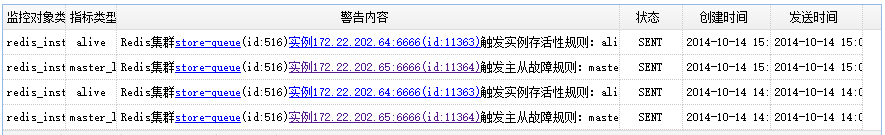 监控对象类 指标类型 警告内容 状态 创建时间 发送时间
redis_inst alive Redis集群store-queue(id:516)实例172.22.202.64:6666(id:11363)触发实例存活性规则: ali SENT 2014-10-14 15: 2014-10-14 15:0
redis_inst master_l Redis集群store-queue(id:516)实例172.22.202.65:6666(id:11364)触发主从故障规则: maste SENT 2014-10-14 15: 2014-10-14 15:0
redis_inst alive Redis集群store-queue(id:516)实例172.22.202.64:6666(id:11363)触发实例存活性规则: ali SENT 2014-10-14 14: 2014-10-14 14:0
redis_inst master_l Redis集群store-queue(id:516)实例172.22.202.65:6666(id:11364)触发主从故障规则: maste SENT 2014-10-14 14: 2014-10-14 14:0